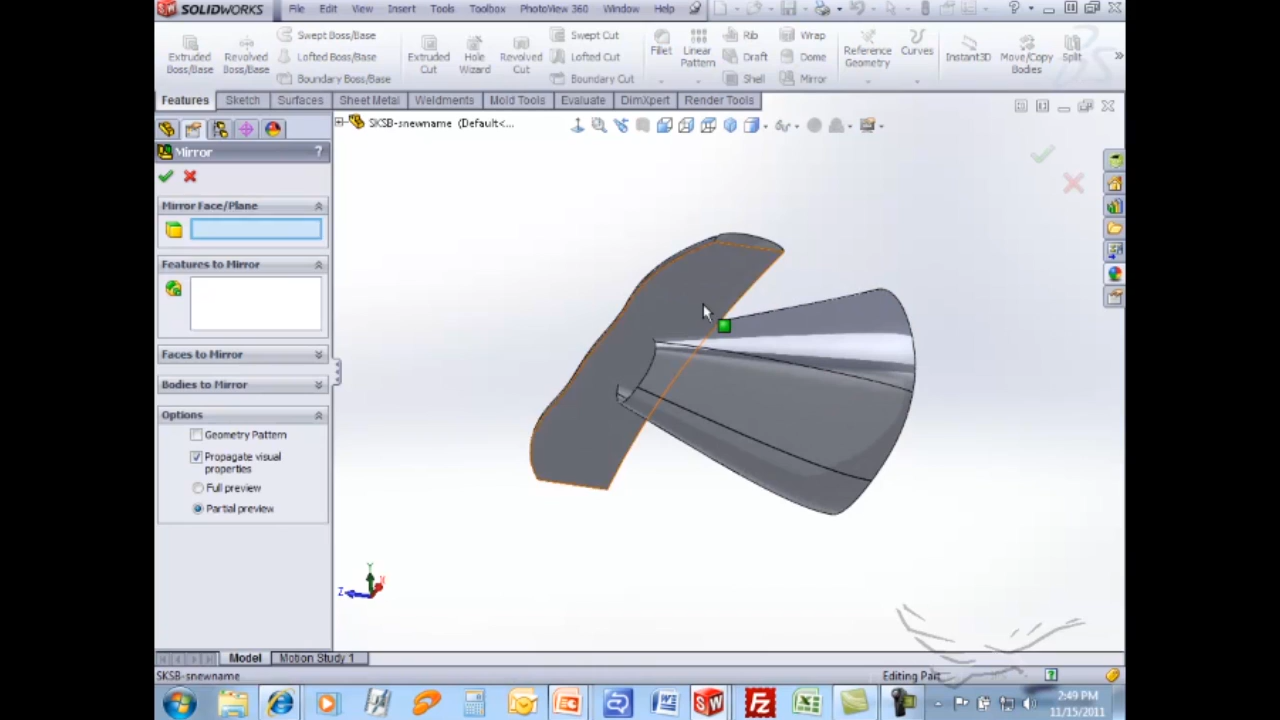 SOLIDWORKS File Edit View Insert Tools Toolbox PhotoView 360 Window Help
Extruded Boss/Base
Revolved Boss/Base
Swept Boss/Base
Lofted Boss/Base
Boundary Boss/Base
Extruded Cut
Hole Wizard
Revolved Cut
Swept Cut
Lofted Cut
Boundary Cut
Fillet
Linear Pattern
Rib
Draft
Shell
Wrap
Dome
Mirror
Reference Geometry
Curves
Instant3D
Move/Copy Bodies
Split
Features Sketch Surfaces Sheet Metal Weldments Mold Tools Evaluate DimXpert Render Tools
SKSB-snewname (Default<...
Mirror ?
Mirror Face/Plane
Features to Mirror
Faces to Mirror
Bodies to Mirror
Options
Geometry Pattern
Propagate visual
properties
Full preview
Partial preview
Y
X
Z
Model Motion Study 1
SKSB-snewname Editing Part
2:49 PM
11/15/2011